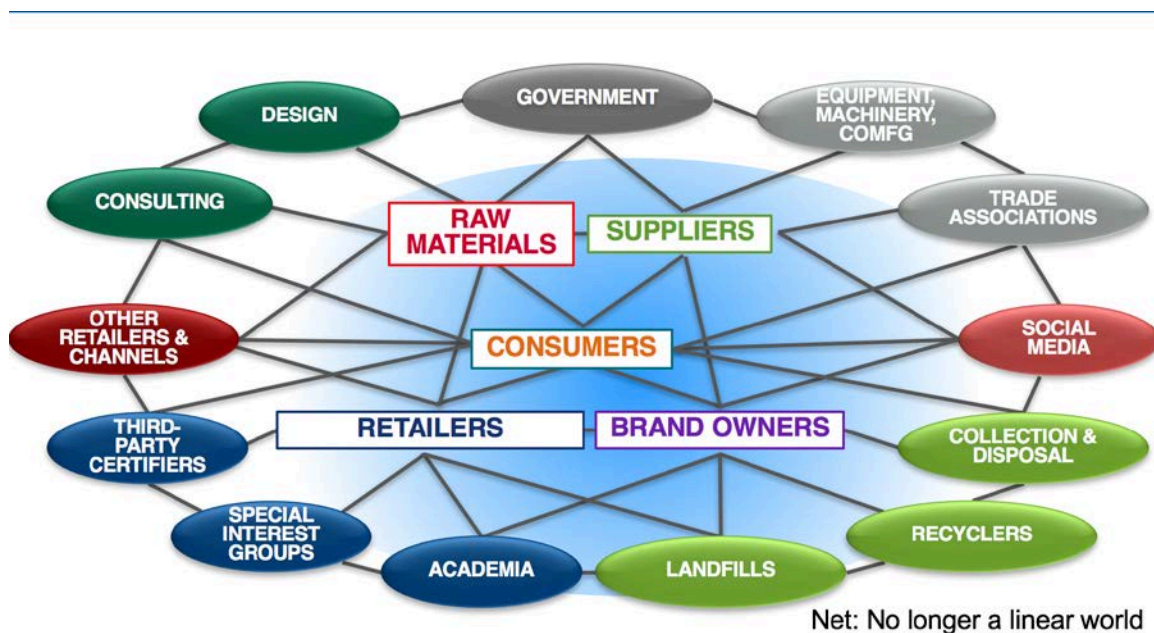 GOVERNMENT
EQUIPMENT,
MACHINERY,
COMFG
DESIGN
CONSULTING
TRADE
ASSOCIATIONS
RAW
MATERIALS
SUPPLIERS
OTHER
RETAILERS &
CHANNELS
CONSUMERS
SOCIAL
MEDIA
THIRD-
PARTY
CERTIFIERS
RETAILERS
BRAND OWNERS
COLLECTION &
DISPOSAL
SPECIAL
INTEREST
GROUPS
RECYCLERS
ACADEMIA
LANDFILLS
Net: No longer a linear world